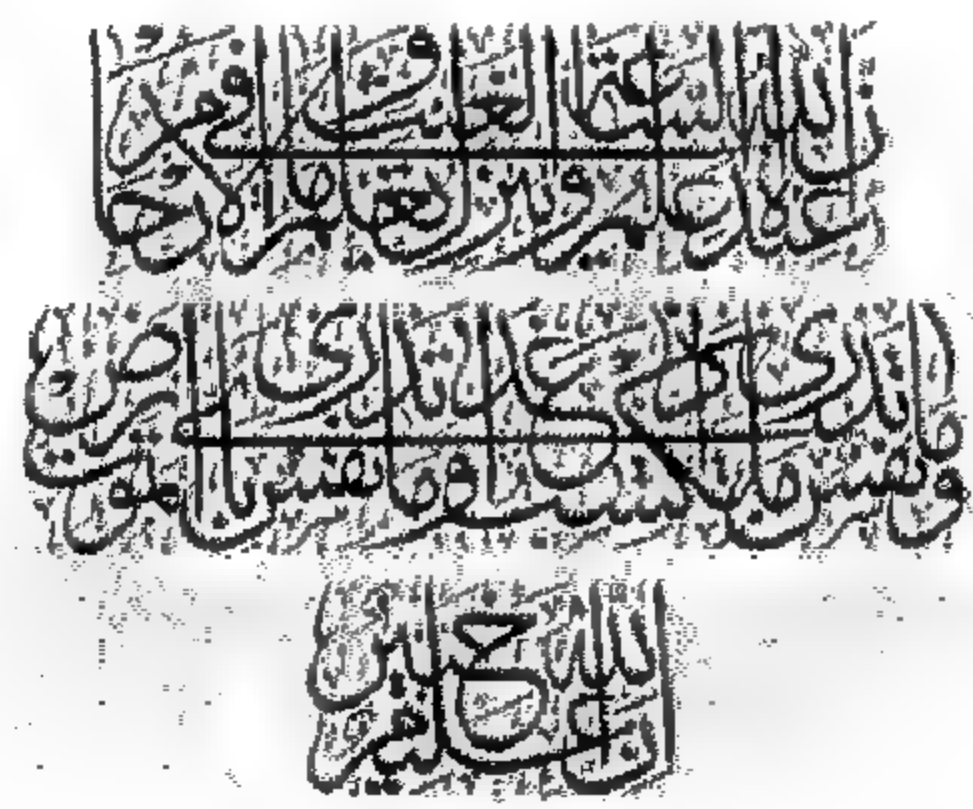 إن الله عنده علم الساعة وينزل الغيث ويعلم ما في الأرحام
وما تدري نفس ماذا تكسب غدا وما تدري نفس بأي أرض تموت
إن الله عليم خبير